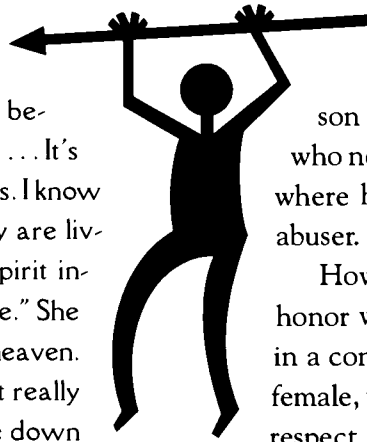 be-
... It's
s. I know
y are liv-
pirit in-
e." She
heaven.
t really
e down
son
who ne
where h
abuser.
How
honor w
in a con
female,
respect